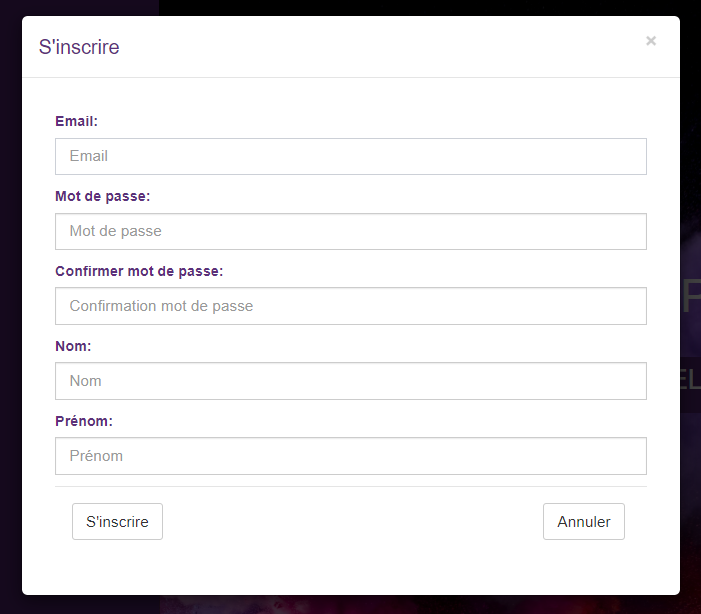 S'inscrire
×
Email:
Email
Mot de passe:
Mot de passe
Confirmer mot de passe:
Confirmation mot de passe
Nom:
Nom
Prénom:
Prénom
S'inscrire
Annuler